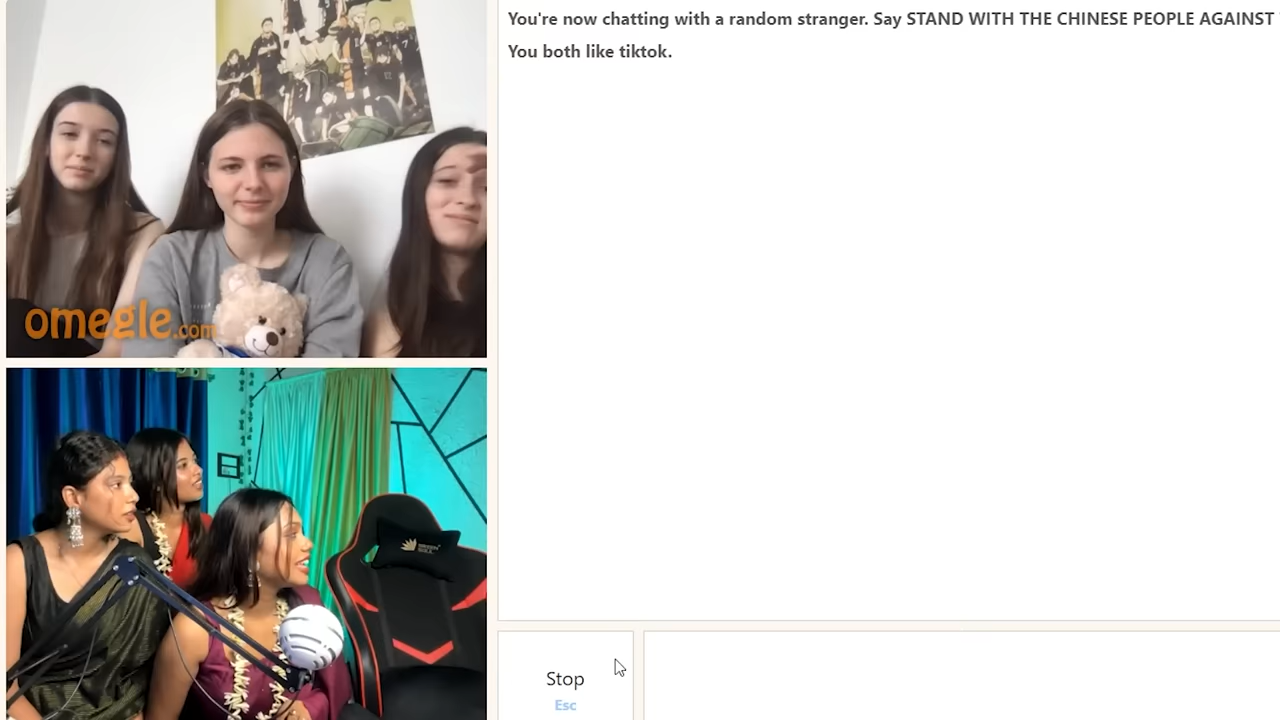 You're now chatting with a random stranger. Say STAND WITH THE CHINESE PEOPLE AGAINST
You both like tiktok.
omegle.com
Stop
Esc